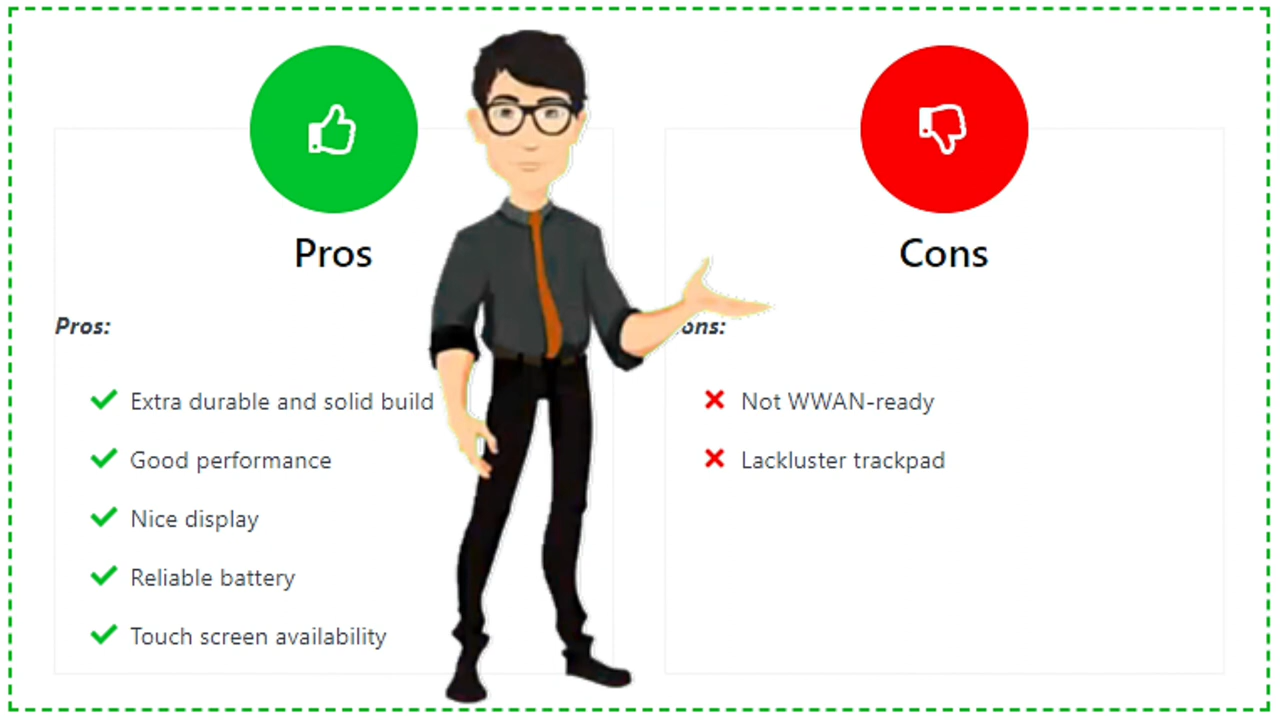 Pros
Pros:
Extra durable and solid build
Good performance
Nice display
Reliable battery
Touch screen availability
Cons
ons:
Not WWAN-ready
Lackluster trackpad